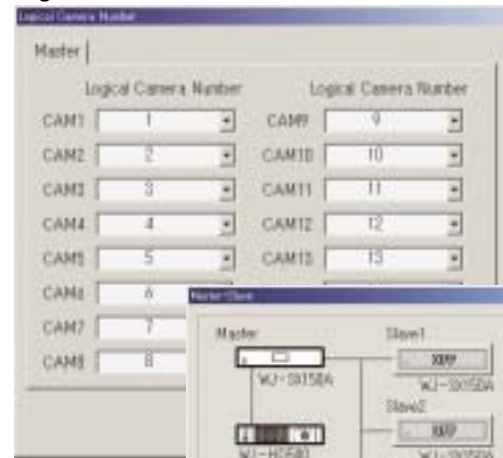 Logical Camera Number
Master
Logical Camera Number Logical Camera Number
CAM1 1 CAM9 9
CAM2 2 CAM10 10
CAM3 3 CAM11 11
CAM4 4 CAM12 12
CAM5 5 CAM13 13
CAM6 6
CAM7 7
CAM8 8
Master-Slave
Master Slave1
WJ-SX150A WJ-SX150A
Slave2
WJ-SX150A